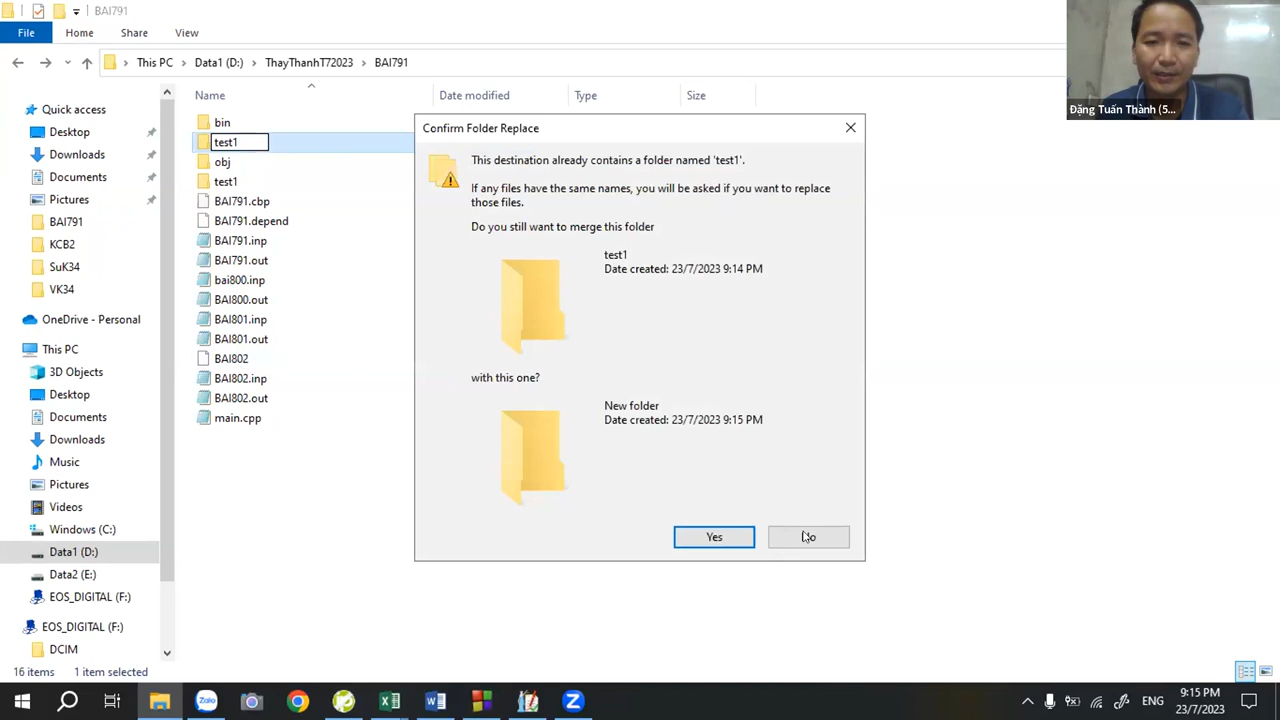 BAI791
File
Home
Share
View
This PC
Data1 (D:)
ThayThanhT72023
BAI791
Đặng Tuấn Thành (5...
Name
Date modified
Type
Size
Quick access
Desktop
Downloads
Documents
Pictures
BAI791
KCB2
SuK34
VK34
OneDrive - Personal
This PC
3D Objects
Desktop
Documents
Downloads
Music
Pictures
Videos
Windows (C:)
Data1 (D:)
Data2 (E:)
EOS_DIGITAL (F:)
EOS_DIGITAL (F:)
DCIM
bin
test1
obj
test1
BAI791.cbp
BAI791.depend
BAI791.inp
BAI791.out
bai800.inp
BAI800.out
BAI801.inp
BAI801.out
BAI802
BAI802.inp
BAI802.out
main.cpp
Confirm Folder Replace
This destination already contains a folder named 'test1'.
If any files have the same names, you will be asked if you want to replace
those files.
Do you still want to merge this folder
test1
Date created: 23/7/2023 9:14 PM
with this one?
New folder
Date created: 23/7/2023 9:15 PM
Yes
No
16 items
1 item selected
Zalo
ENG
9:15 PM
23/7/2023